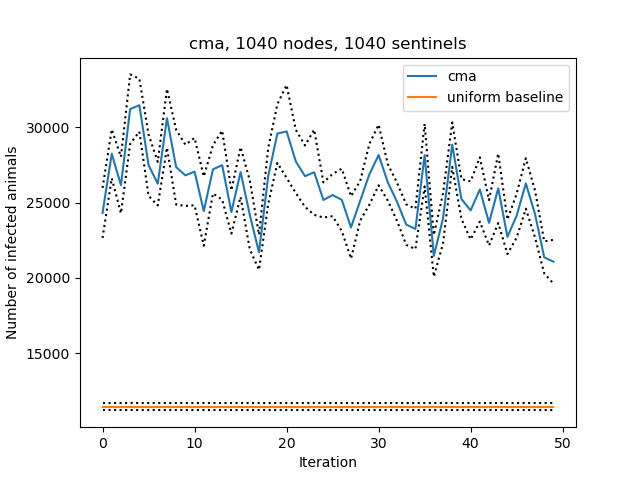 cma, 1040 nodes, 1040 sentinels
cma
uniform baseline
Number of infected animals
30000
25000
20000
15000
0 10 20 30 40 50
Iteration